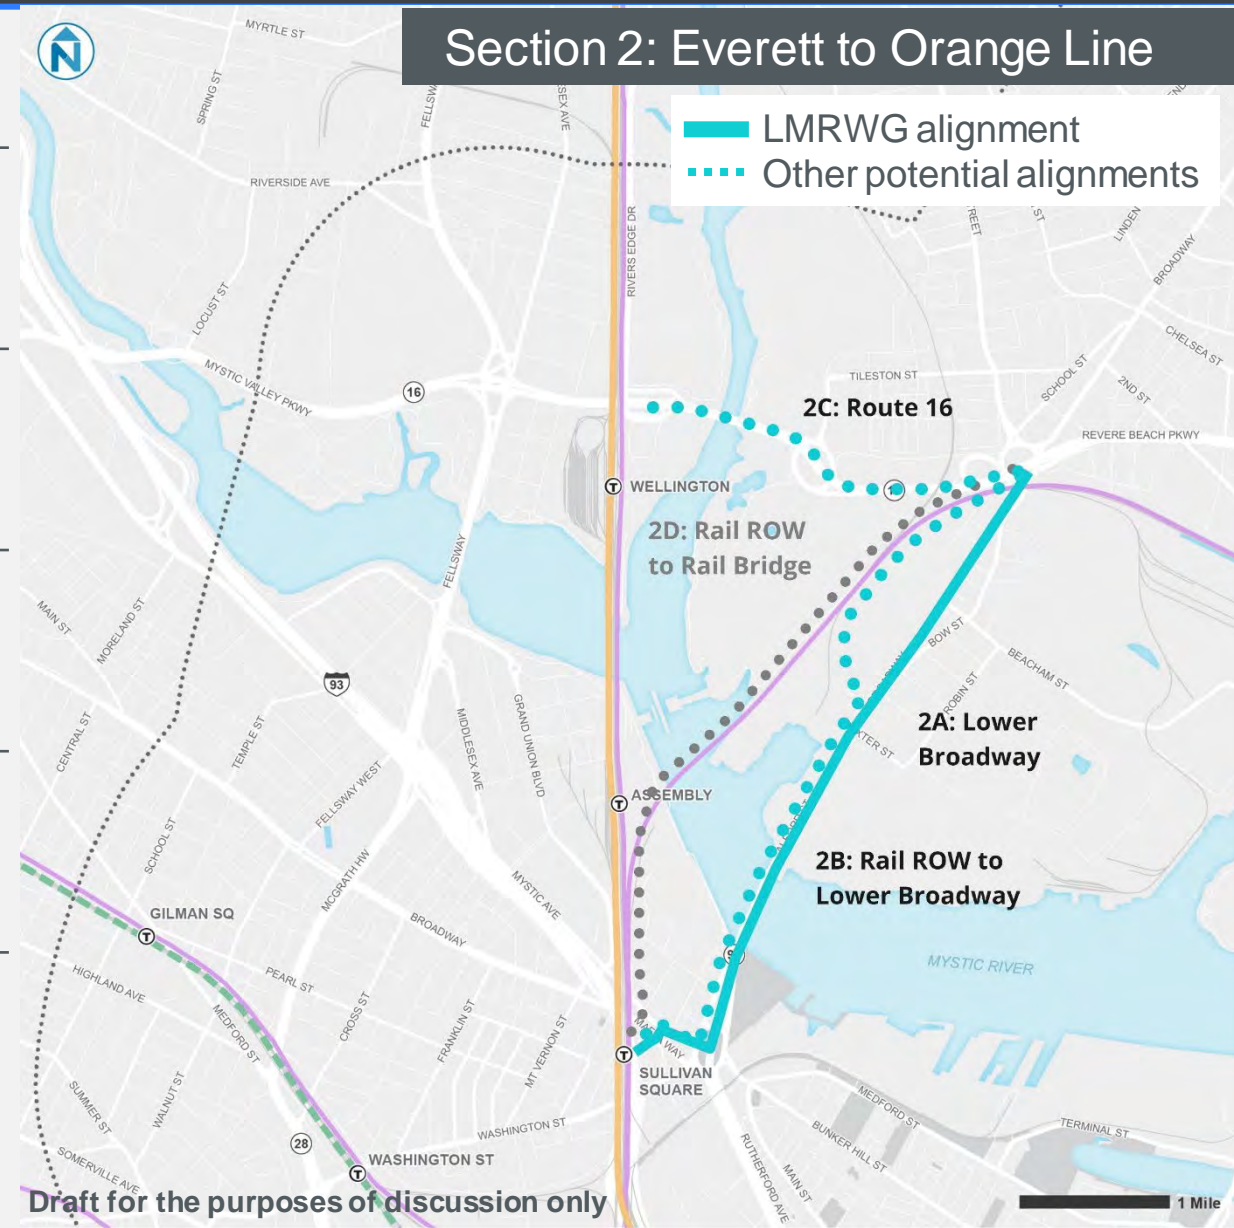 Section 2: Everett to Orange Line
N
LMRWG alignment
Other potential alignments
MYRTLE ST
SPRING ST
RIVERSIDE AVE
RIVERS EDGE DR
LINDEN
BROADWAY
LOCUST ST
CHELSEA ST
MYSTIC VALLEY PKWY
16
TILESTON ST
SCHOOL ST
2ND ST
2C: Route 16
REVERE BEACH PKWY
WELLINGTON
T
2D: Rail ROW
to Rail Bridge
FELLSWAY
MAIN ST
MORELAND ST
BOW ST
BEACHAM ST
93
ROBIN ST
CENTRAL ST
TEMPLE ST
MIDDLESEX AVE
GRAND UNION BLVD
2A: Lower
Broadway
FELLSWAY WEST
T
ASSEMBLY
SCHOOL ST
MCGRATH HW
MYSTIC AVE
2B: Rail ROW to
Lower Broadway
GILMAN SQ
T
BROADWAY
MYSTIC RIVER
HIGHLAND AVE
PEARL ST
MEDFORD ST
CROSS ST
FRANKLIN ST
MT VERNON ST
T
SULLIVAN
SQUARE
SUMMER ST
WALNUT ST
WASHINGTON ST
MEDFORD ST
BUNKER HILL ST
TERMINAL ST
28
SOMERVILLE AVE
T
WASHINGTON ST
RUTHERFORD AVE
MAIN ST
Draft for the purposes of discussion only
1 Mile